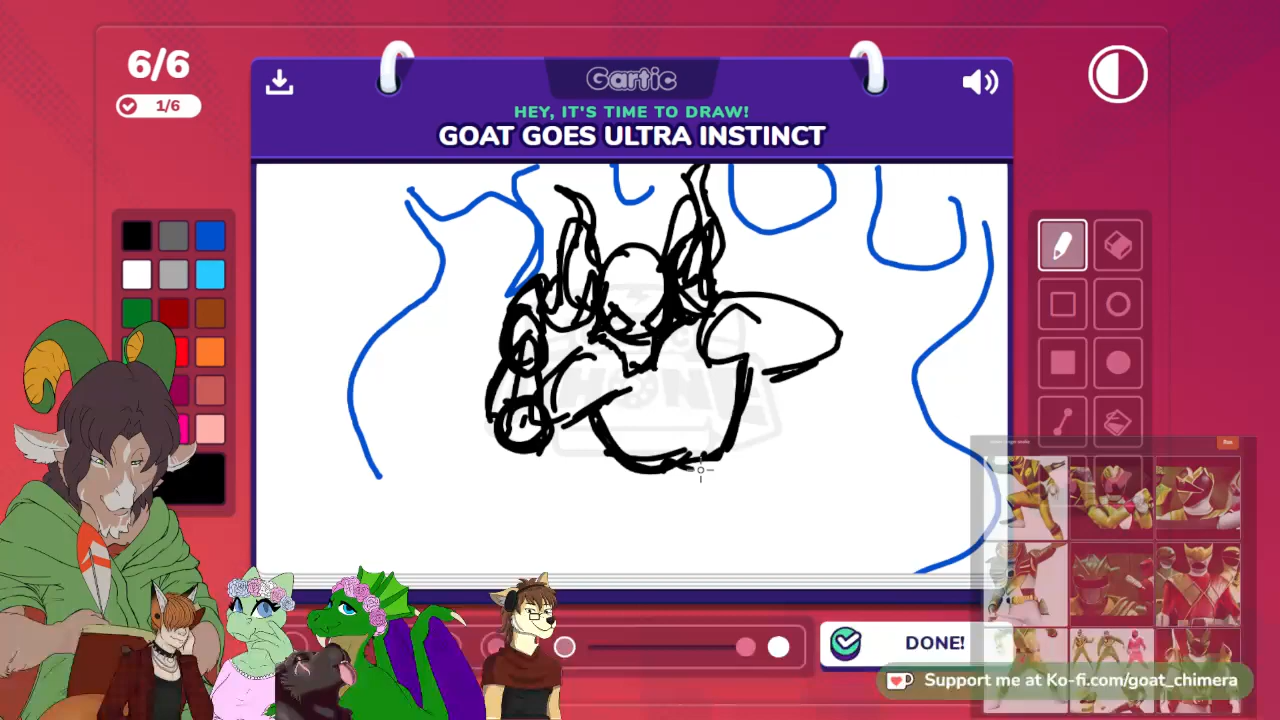 6/6
1/6
Gartic
HEY, IT'S TIME TO DRAW!
GOAT GOES ULTRA INSTINCT
DONE!
Support me at Ko-fi.com/goat_chimera